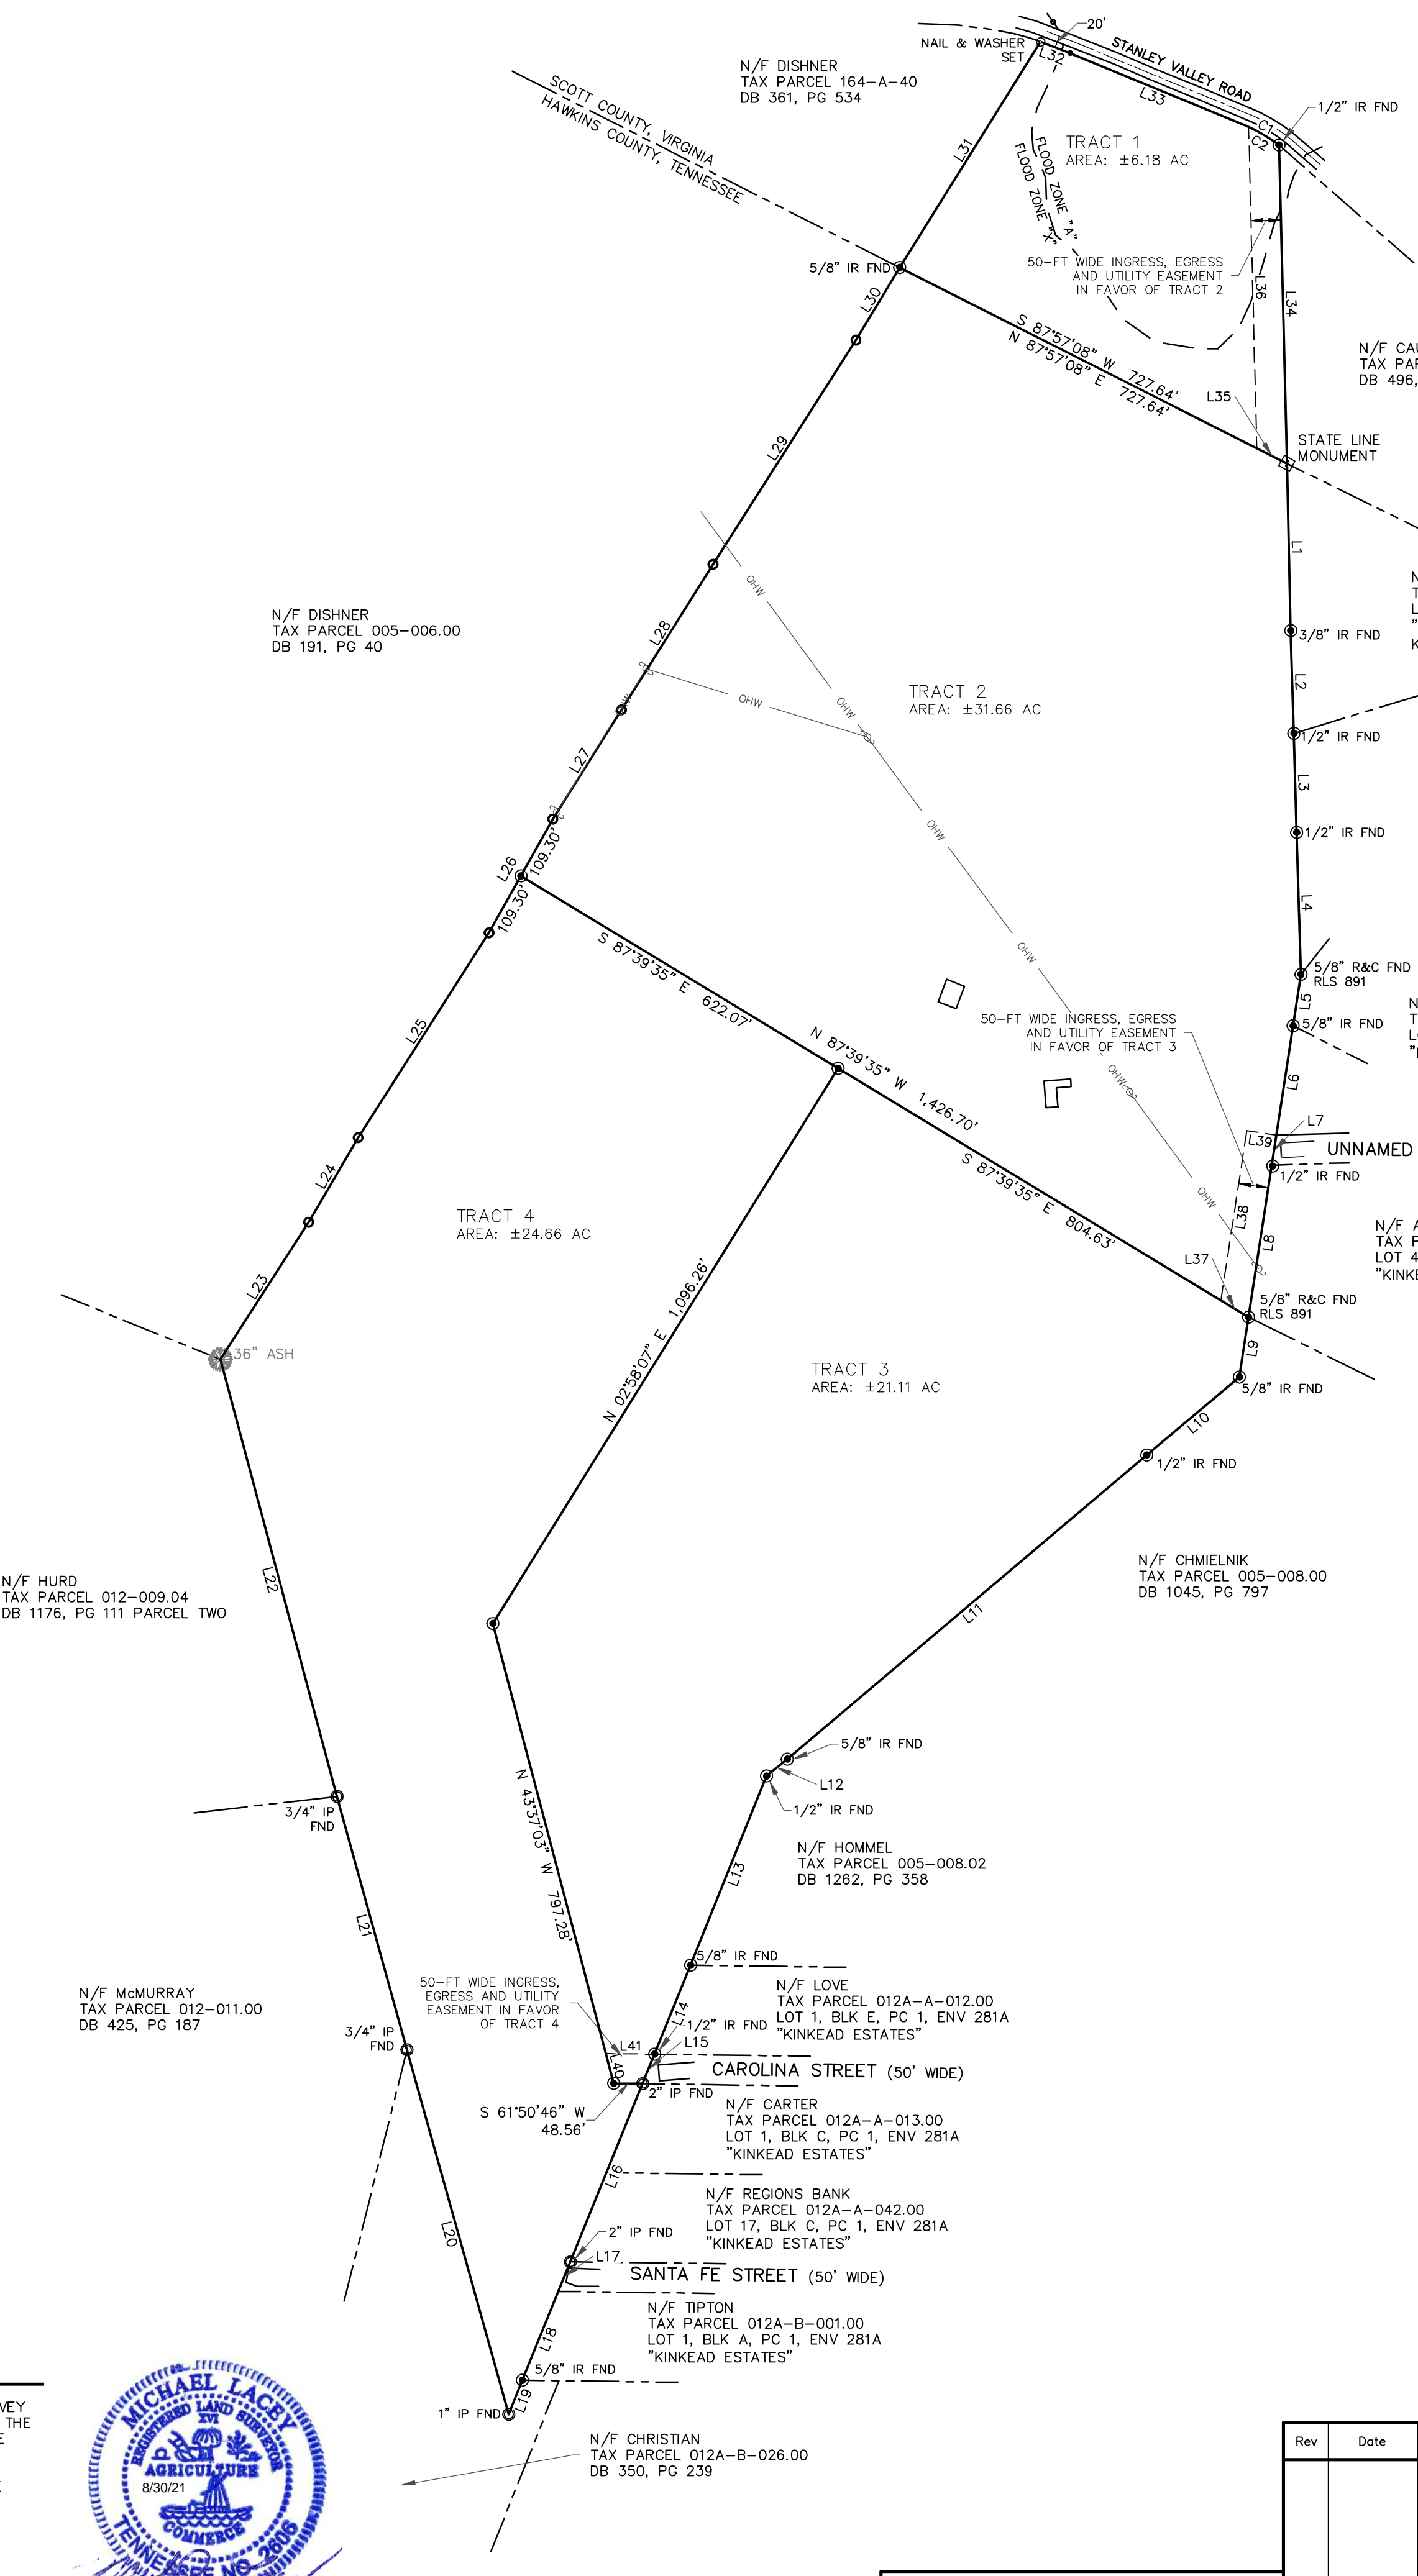 20'
NAIL & WASHER
SET
L32
STANLEY VALLEY ROAD
N/F DISHNER
TAX PARCEL 164-A-40
DB 361, PG 534
SCOTT COUNTY, VIRGINIA
HAWKINS COUNTY, TENNESSEE
L33
1/2" IR FND
C1
C2
L31
TRACT 1
AREA: ±6.18 AC
FLOOD ZONE "A"
FLOOD ZONE "X"
50-FT WIDE INGRESS, EGRESS
AND UTILITY EASEMENT
IN FAVOR OF TRACT 2
5/8" IR FND
L36
L34
L30
S 87°57'08" W 727.64'
N 87°57'08" E 727.64'
N/F CAU
TAX PAR
DB 496,
L35
STATE LINE
MONUMENT
L29
L1
OHW
N/F DISHNER
TAX PARCEL 005-006.00
DB 191, PG 40
L28
3/8" IR FND
N
T
L
"
K
L2
TRACT 2
AREA: ±31.66 AC
OHW
OHW
1/2" IR FND
L27
L3
OHW
1/2" IR FND
L26
109.30'
109.30'
L4
S 87°39'35" E 622.07'
OHW
5/8" R&C FND
RLS 891
L5
50-FT WIDE INGRESS, EGRESS
AND UTILITY EASEMENT
IN FAVOR OF TRACT 3
5/8" IR FND
L25
N 87°39'35" W 1,426.70'
OHW
L6
L7
L39
UNNAMED
1/2" IR FND
S 87°39'35" E 804.63'
OHW
L24
L38
L8
TRACT 4
AREA: ±24.66 AC
N/F A
TAX P
LOT 4
"KINKE
L37
L23
5/8" R&C FND
RLS 891
36" ASH
L9
N 02°58'07" E 1,096.26'
TRACT 3
AREA: ±21.11 AC
5/8" IR FND
L10
1/2" IR FND
N/F CHMIELNIK
TAX PARCEL 005-008.00
DB 1045, PG 797
N/F HURD
TAX PARCEL 012-009.04
DB 1176, PG 111 PARCEL TWO
L22
L11
5/8" IR FND
L12
1/2" IR FND
3/4" IP
FND
N 43°37'03" W 797.28'
N/F HOMMEL
TAX PARCEL 005-008.02
DB 1262, PG 358
L13
L21
5/8" IR FND
N/F McMURRAY
TAX PARCEL 012-011.00
DB 425, PG 187
50-FT WIDE INGRESS,
EGRESS AND UTILITY
EASEMENT IN FAVOR
OF TRACT 4
N/F LOVE
TAX PARCEL 012A-A-012.00
LOT 1, BLK E, PC 1, ENV 281A
"KINKEAD ESTATES"
L14
1/2" IR FND
3/4" IP
FND
L41
L15
L40
CAROLINA STREET (50' WIDE)
2" IP FND
S 61°50'46" W
48.56'
N/F CARTER
TAX PARCEL 012A-A-013.00
LOT 1, BLK C, PC 1, ENV 281A
"KINKEAD ESTATES"
L16
N/F REGIONS BANK
TAX PARCEL 012A-A-042.00
LOT 17, BLK C, PC 1, ENV 281A
"KINKEAD ESTATES"
L20
2" IP FND
L17
SANTA FE STREET (50' WIDE)
N/F TIPTON
TAX PARCEL 012A-B-001.00
LOT 1, BLK A, PC 1, ENV 281A
"KINKEAD ESTATES"
L18
5/8" IR FND
L19
1" IP FND
N/F CHRISTIAN
TAX PARCEL 012A-B-026.00
DB 350, PG 239
VEY
THE
E
MICHAEL LACEY
REGISTERED LAND SURVEYOR
XVI
AGRICULTURE
8/30/21
COMMERCE
TENNESSEE NO. 2606
Rev Date